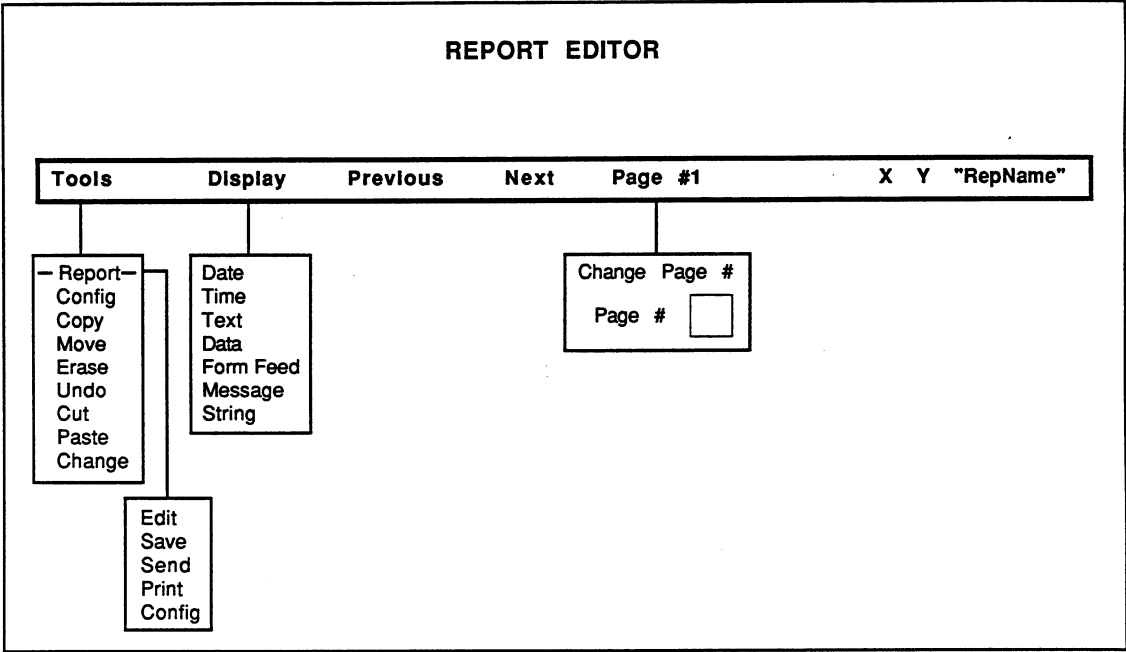 REPORT EDITOR
Tools Display Previous Next Page #1 X Y "RepName"
Report
Config
Copy
Move
Erase
Undo
Cut
Paste
Change
Date
Time
Text
Data
Form Feed
Message
String
Change Page #
Page #
Edit
Save
Send
Print
Config